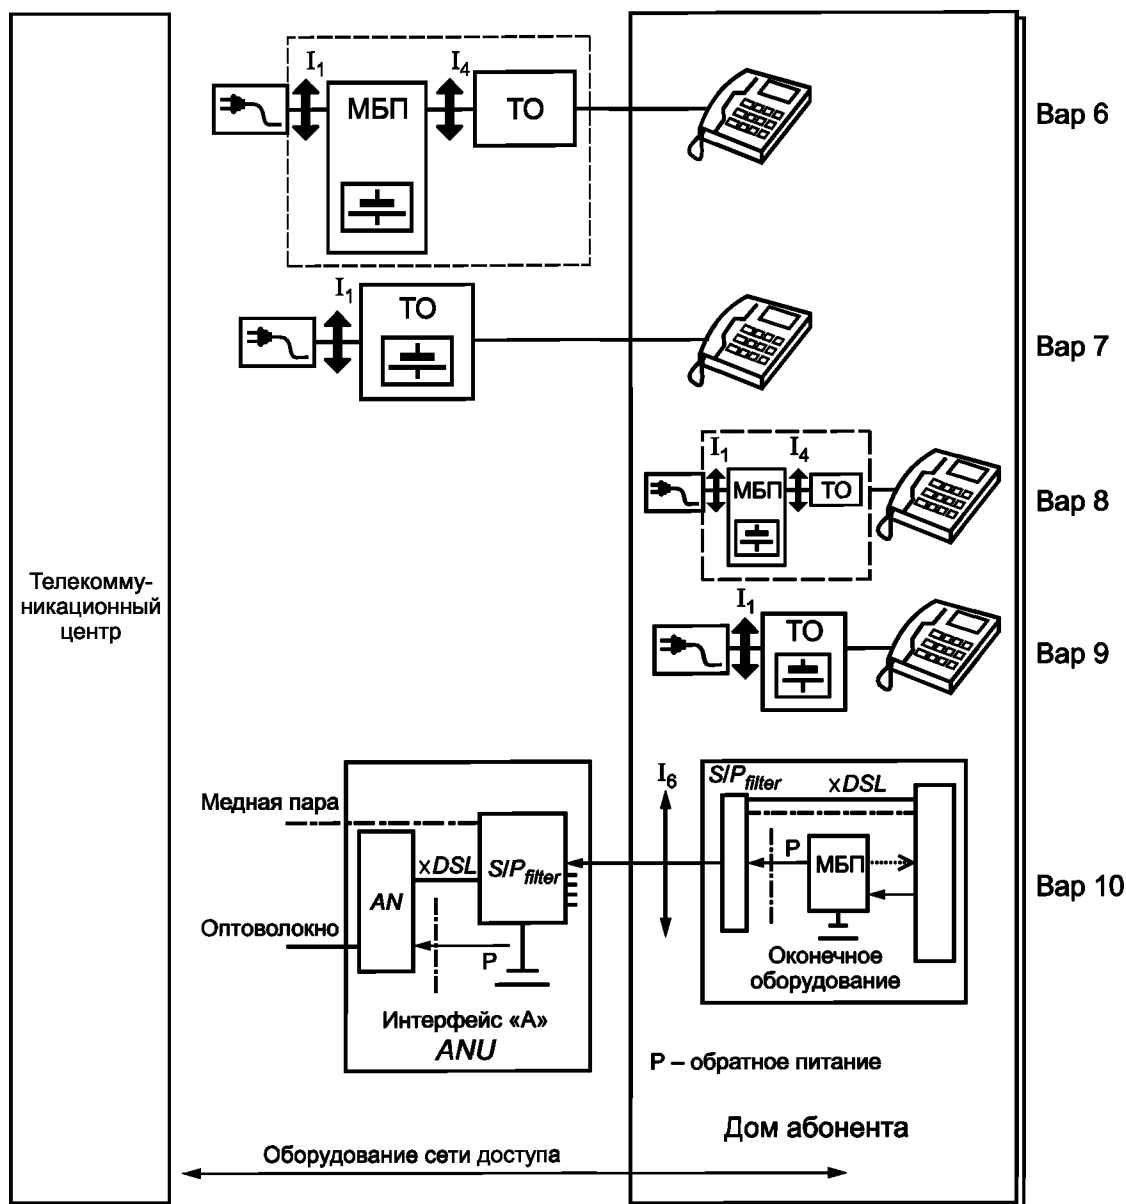 I1
I4
МБП
ТО
Вар 6
I1
ТО
Вар 7
I1
I4
МБП
ТО
Вар 8
Телекомму-
никационный
центр
I1
ТО
Вар 9
Медная пара
xDSL
S/Pfilter
AN
Оптоволокно
P
Интерфейс «А»
ANU
I6
S/Pfilter
xDSL
P
МБП
Оконечное
оборудование
Вар 10
P – обратное питание
Дом абонента
Оборудование сети доступа